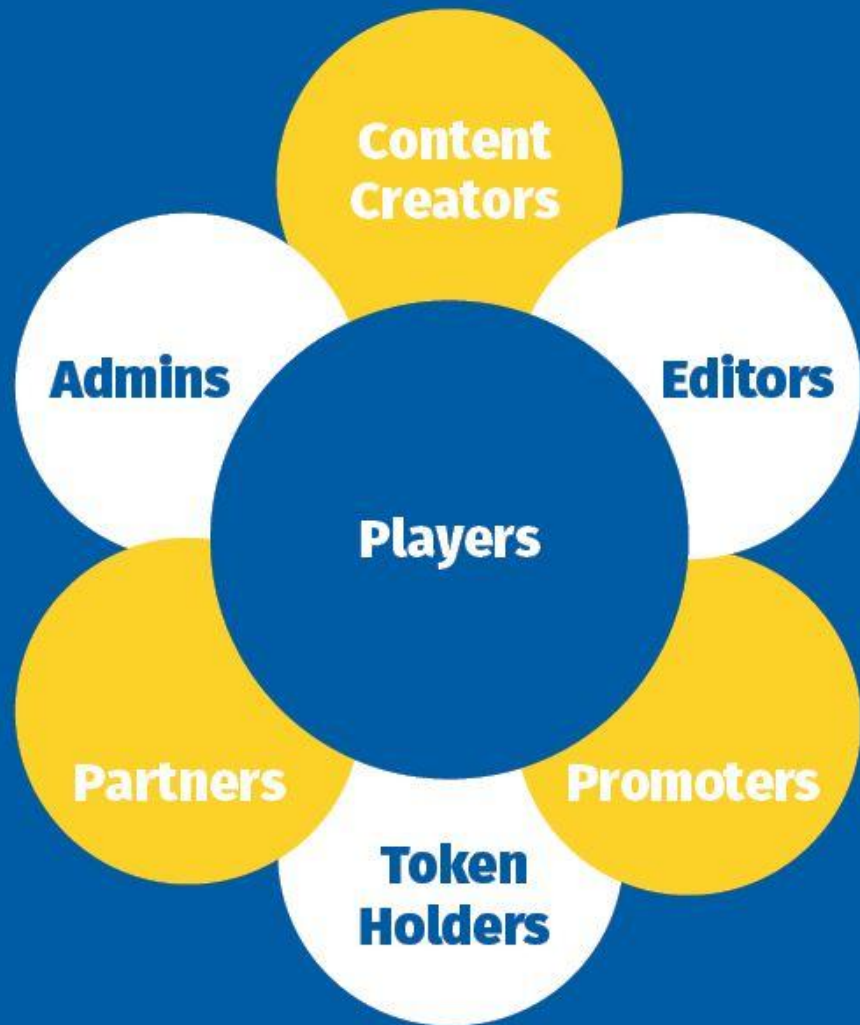 Content
Creators
Admins
Editors
Players
Partners
Promoters
Token
Holders